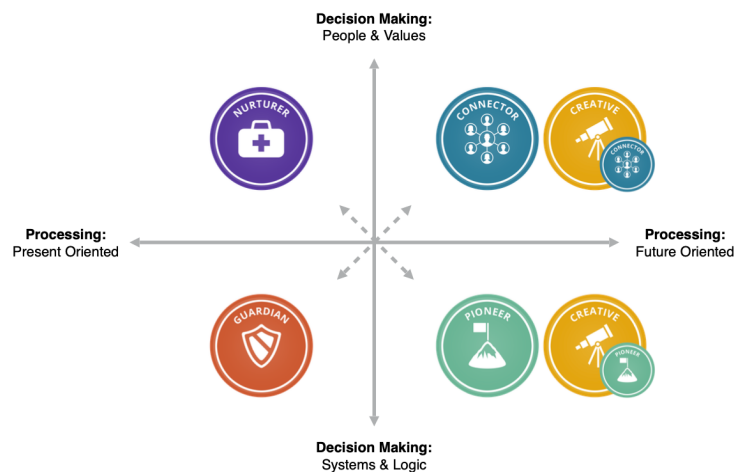 Decision Making:
People & Values
NURTURER
CONNECTOR
CREATIVE
CONNECTOR
Processing:
Present Oriented
Processing:
Future Oriented
GUARDIAN
PIONEER
CREATIVE
PIONEER
Decision Making:
Systems & Logic